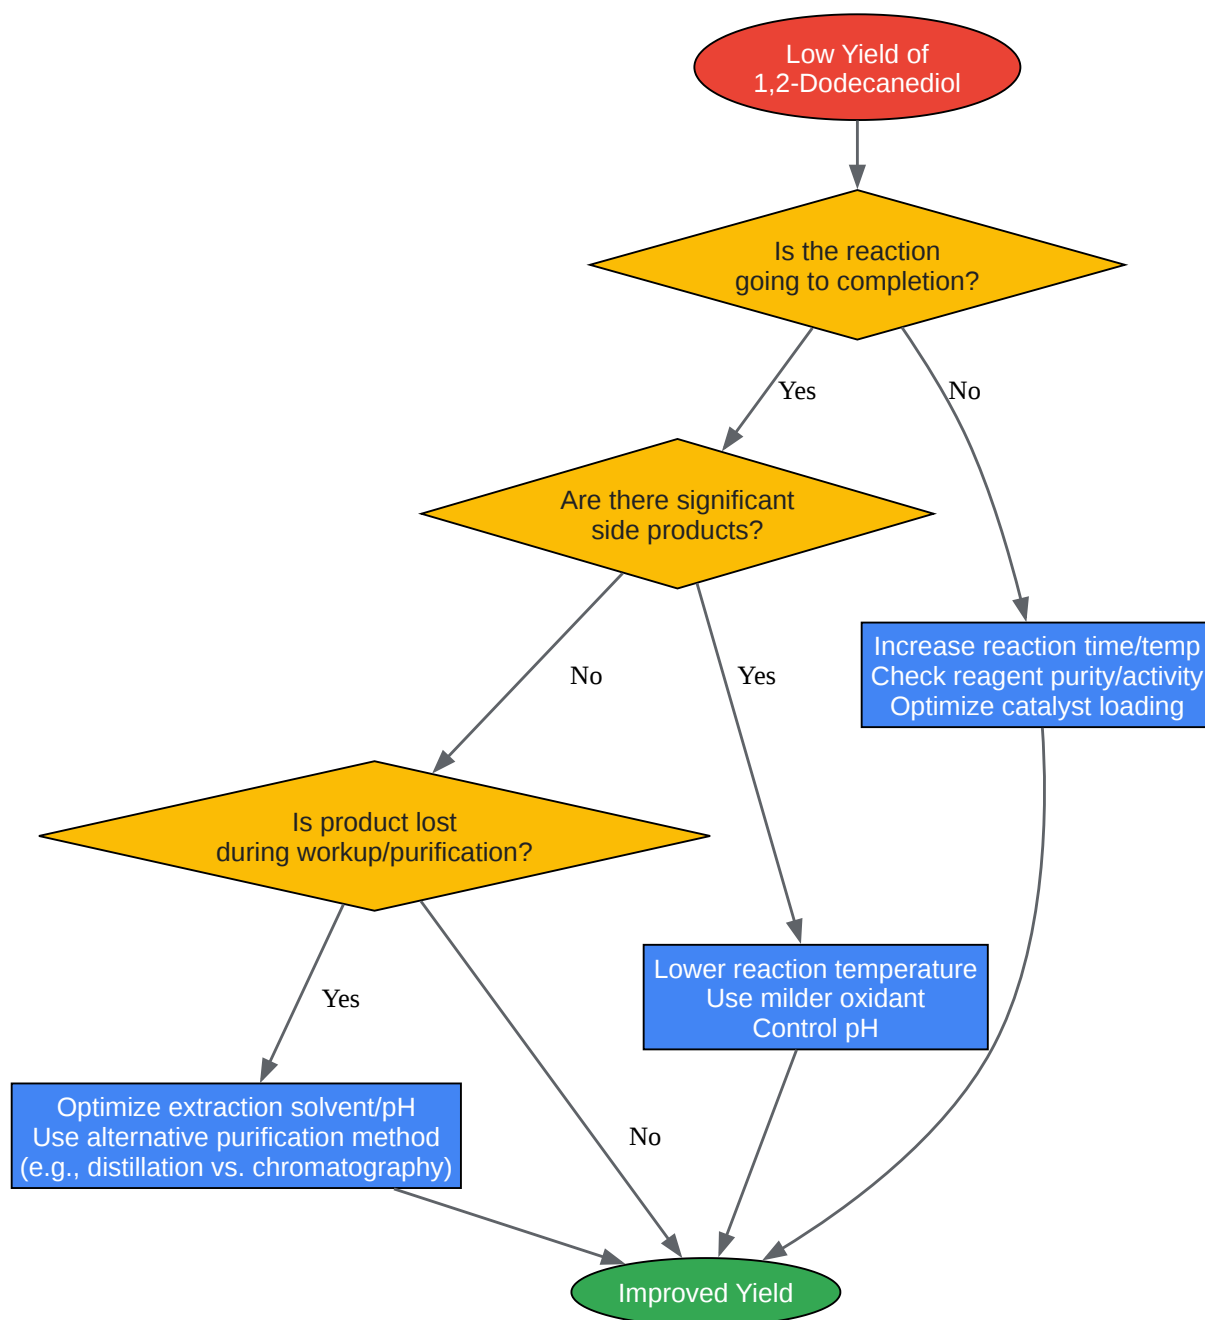 Low Yield of
1,2-Dodecanediol
Is the reaction
going to completion?
Yes
No
Are there significant
side products?
No
Yes
Increase reaction time/temp
Check reagent purity/activity
Optimize catalyst loading
Is product lost
during workup/purification?
Yes
No
Lower reaction temperature
Use milder oxidant
Control pH
Optimize extraction solvent/pH
Use alternative purification method
(e.g., distillation vs. chromatography)
Improved Yield